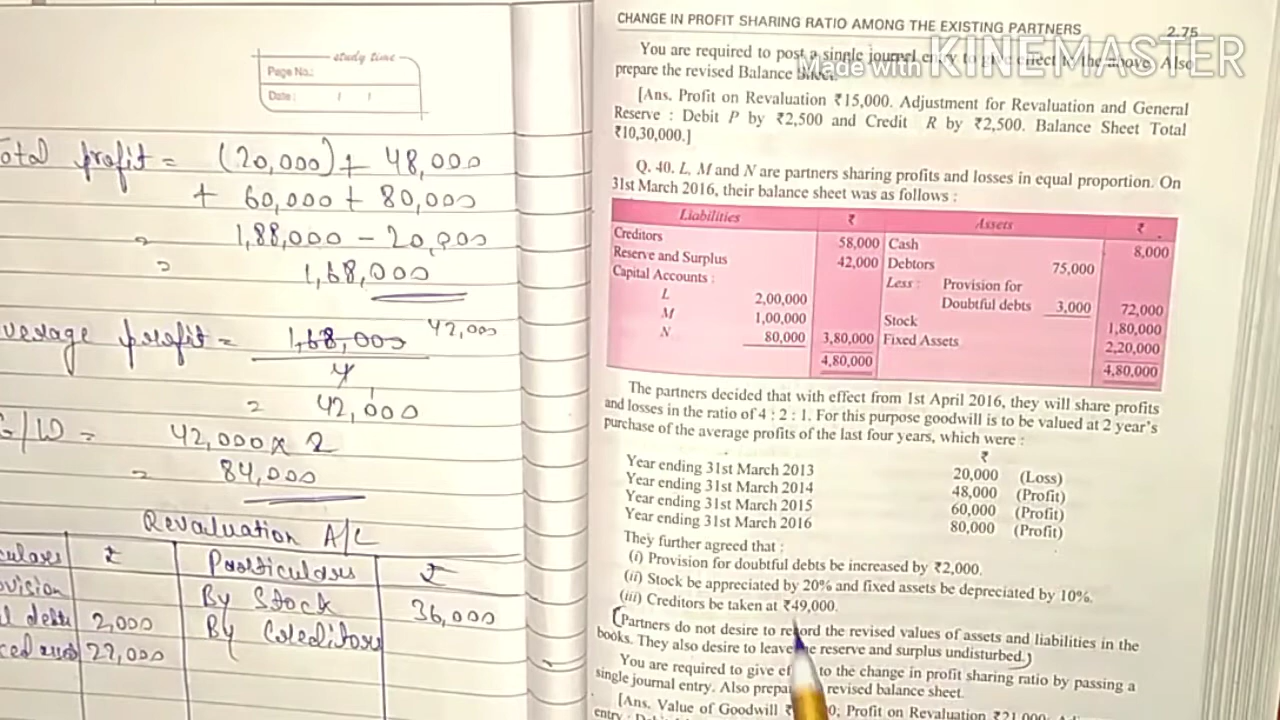 study time
Page No.:
Date: / /
otal profit = (20,000) + 48,000
+ 60,000 + 80,000
= 1,88,000 - 20,000
= 1,68,000
verage profit = 1,68,000 42,000
4
= 42,000
G/W = 42,000 x 2
= 84,000
Revaluation A/c
culars ₹ Particulars ₹
ovision By Stock 36,000
l debts 2,000 By Creditors
22,000
CHANGE IN PROFIT SHARING RATIO AMONG THE EXISTING PARTNERS 2.75
Made with KINEMASTER
You are required to post a single journal entry to give effect to the above. Also
prepare the revised Balance Sheet.
[Ans. Profit on Revaluation ₹15,000. Adjustment for Revaluation and General
Reserve : Debit P by ₹2,500 and Credit R by ₹2,500. Balance Sheet Total
₹10,30,000.]
Q. 40. L, M and N are partners sharing profits and losses in equal proportion. On
31st March 2016, their balance sheet was as follows :
Liabilities ₹ Assets ₹
Creditors 58,000 Cash 8,000
Reserve and Surplus 42,000 Debtors 75,000
Capital Accounts : Less : Provision for
L 2,00,000 Doubtful debts 3,000 72,000
M 1,00,000 Stock 1,80,000
N 80,000 3,80,000 Fixed Assets 2,20,000
4,80,000 4,80,000
The partners decided that with effect from 1st April 2016, they will share profits
and losses in the ratio of 4 : 2 : 1. For this purpose goodwill is to be valued at 2 year's
purchase of the average profits of the last four years, which were :
₹
Year ending 31st March 2013 20,000 (Loss)
Year ending 31st March 2014 48,000 (Profit)
Year ending 31st March 2015 60,000 (Profit)
Year ending 31st March 2016 80,000 (Profit)
They further agreed that :
(i) Provision for doubtful debts be increased by ₹2,000.
(ii) Stock be appreciated by 20% and fixed assets be depreciated by 10%.
(iii) Creditors be taken at ₹49,000.
(Partners do not desire to record the revised values of assets and liabilities in the
books. They also desire to leave the reserve and surplus undisturbed.)
You are required to give ef to the change in profit sharing ratio by passing a
single journal entry. Also prepa revised balance sheet.
[Ans. Value of Goodwill ₹ 0; Profit on Revaluation ₹21,000;
entry :